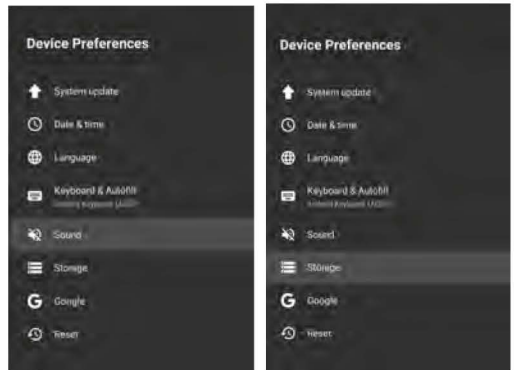 Device Preferences
System update
Date & time
Language
Keyboard & Autofill
Sound
Storage
Google
Reset
Device Preferences
System update
Date & time
Language
Keyboard & Autofill
Sound
Storage
Google
Reset